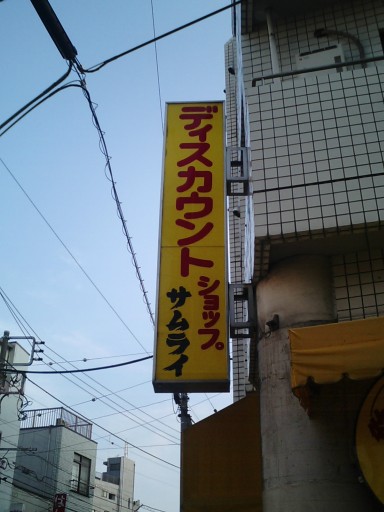 ディスカウント
ショップ。
サムライ